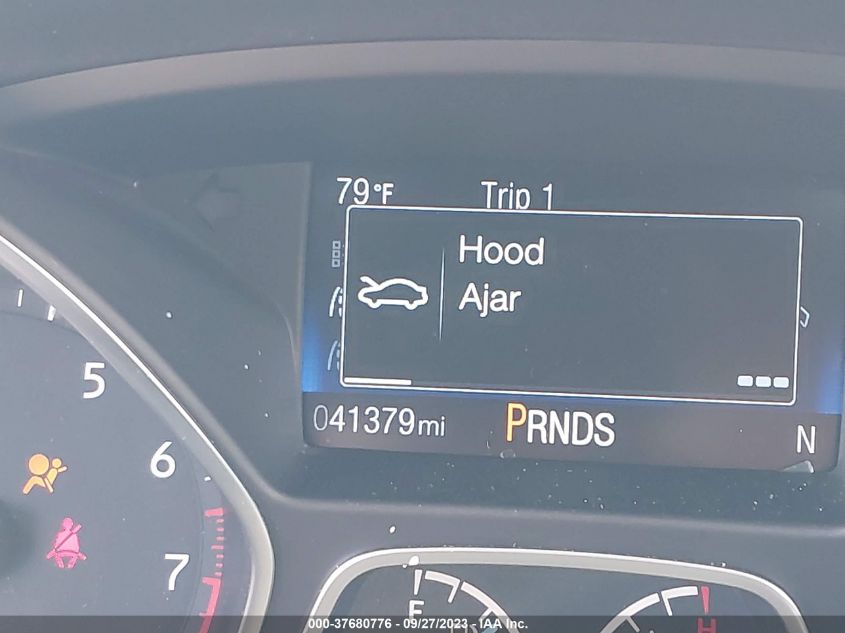 79°F Trip 1
Hood
Ajar
041379mi PRNDS N
5
6
7
F
H
000-37680776 - 09/27/2023 - IAA Inc.